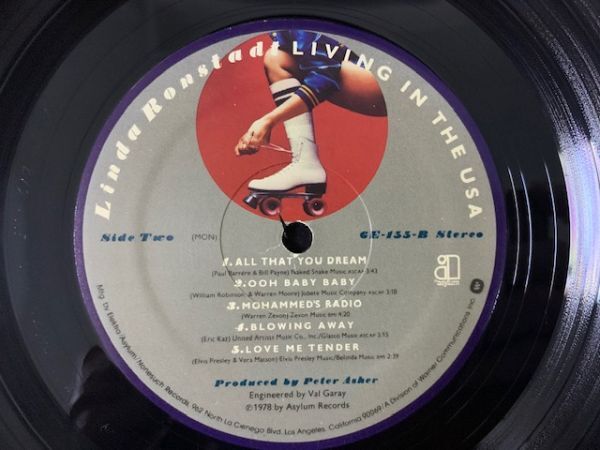 Linda Ronstadt LIVING IN THE USA
Side Two (MON) 6E-155-B Stereo
1. ALL THAT YOU DREAM
(Paul Barrére & Bill Payne) Naked Snake Music ASCAP 3:43
2. OOH BABY BABY
(William Robinson & Warren Moore) Jobete Music Company ASCAP 3:18
3. MOHAMMED'S RADIO
(Warren Zevon) Zevon Music BMI 4:20
4. BLOWING AWAY
(Eric Kaz) United Artists Music Co., Inc./Glasco Music ASCAP 3:15
5. LOVE ME TENDER
(Elvis Presley & Vera Matson) Elvis Presley Music/Belinda Music BMI 2:39
Produced by Peter Asher
Engineered by Val Garay
©1978 by Asylum Records
Mfg. by Elektra/Asylum/Nonesuch Records, 962 North La Cienega Blvd., Los Angeles, California 90069/A Division of Warner Communications Inc.